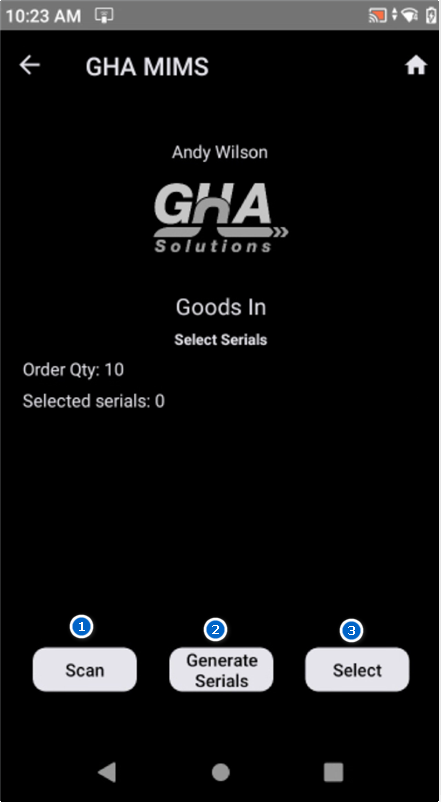 10:23 AM
GHA MIMS
Andy Wilson
GHA
Solutions
Goods In
Select Serials
Order Qty: 10
Selected serials: 0
1
2
3
Scan
Generate
Serials
Select